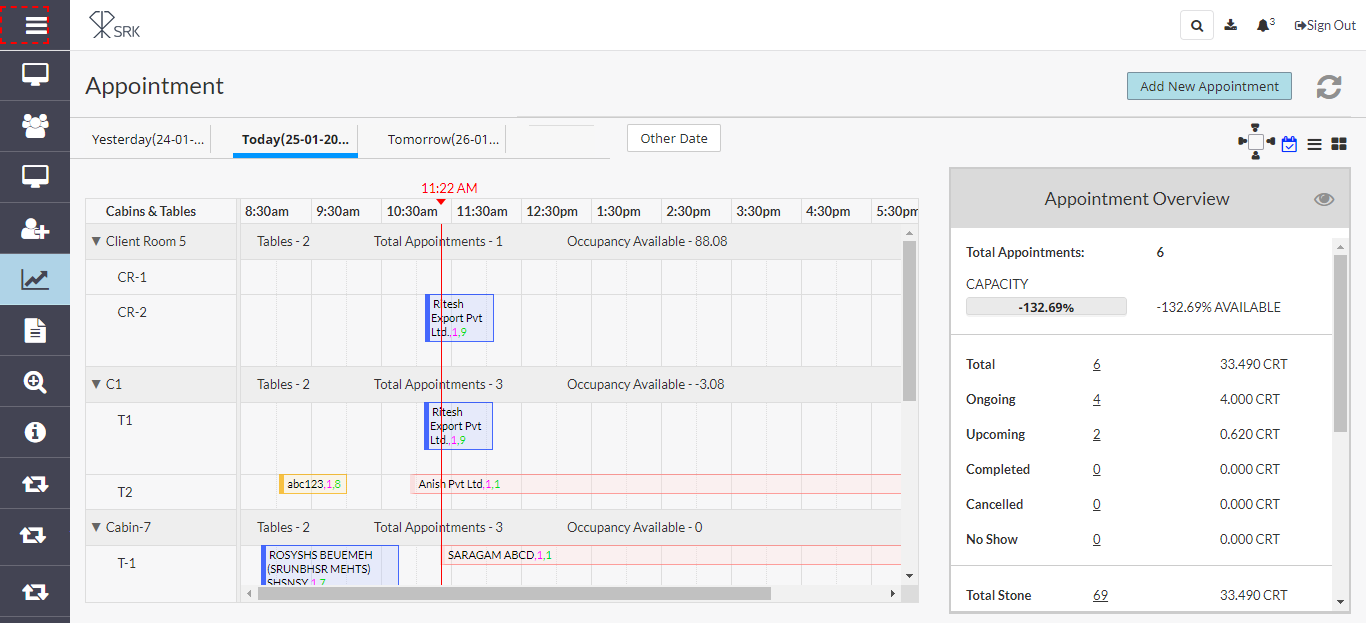 SRK
3
Sign Out
Appointment
Add New Appointment
Yesterday(24-01-...
Today(25-01-20...
Tomorrow(26-01...
Other Date
11:22 AM
Cabins & Tables
8:30am 9:30am 10:30am 11:30am 12:30pm 1:30pm 2:30pm 3:30pm 4:30pm 5:30pm
Client Room 5 Tables - 2 Total Appointments - 1 Occupancy Available - 88.08
CR-1
CR-2
Ritesh
Export Pvt
Ltd.,1,9
C1 Tables - 2 Total Appointments - 3 Occupancy Available - -3.08
T1
Ritesh
Export Pvt
Ltd.,1,9
T2
abc123,1,8
Anish Pvt Ltd,1,1
Cabin-7 Tables - 2 Total Appointments - 3 Occupancy Available - 0
T-1
ROSYSHS BEUEMEH
(SRUNBHSR MEHTS)
SHSNSY,1,7
SARAGAM ABCD,1,1
Appointment Overview
Total Appointments: 6
CAPACITY
-132.69% -132.69% AVAILABLE
Total 6 33.490 CRT
Ongoing 4 4.000 CRT
Upcoming 2 0.620 CRT
Completed 0 0.000 CRT
Cancelled 0 0.000 CRT
No Show 0 0.000 CRT
Total Stone 69 33.490 CRT